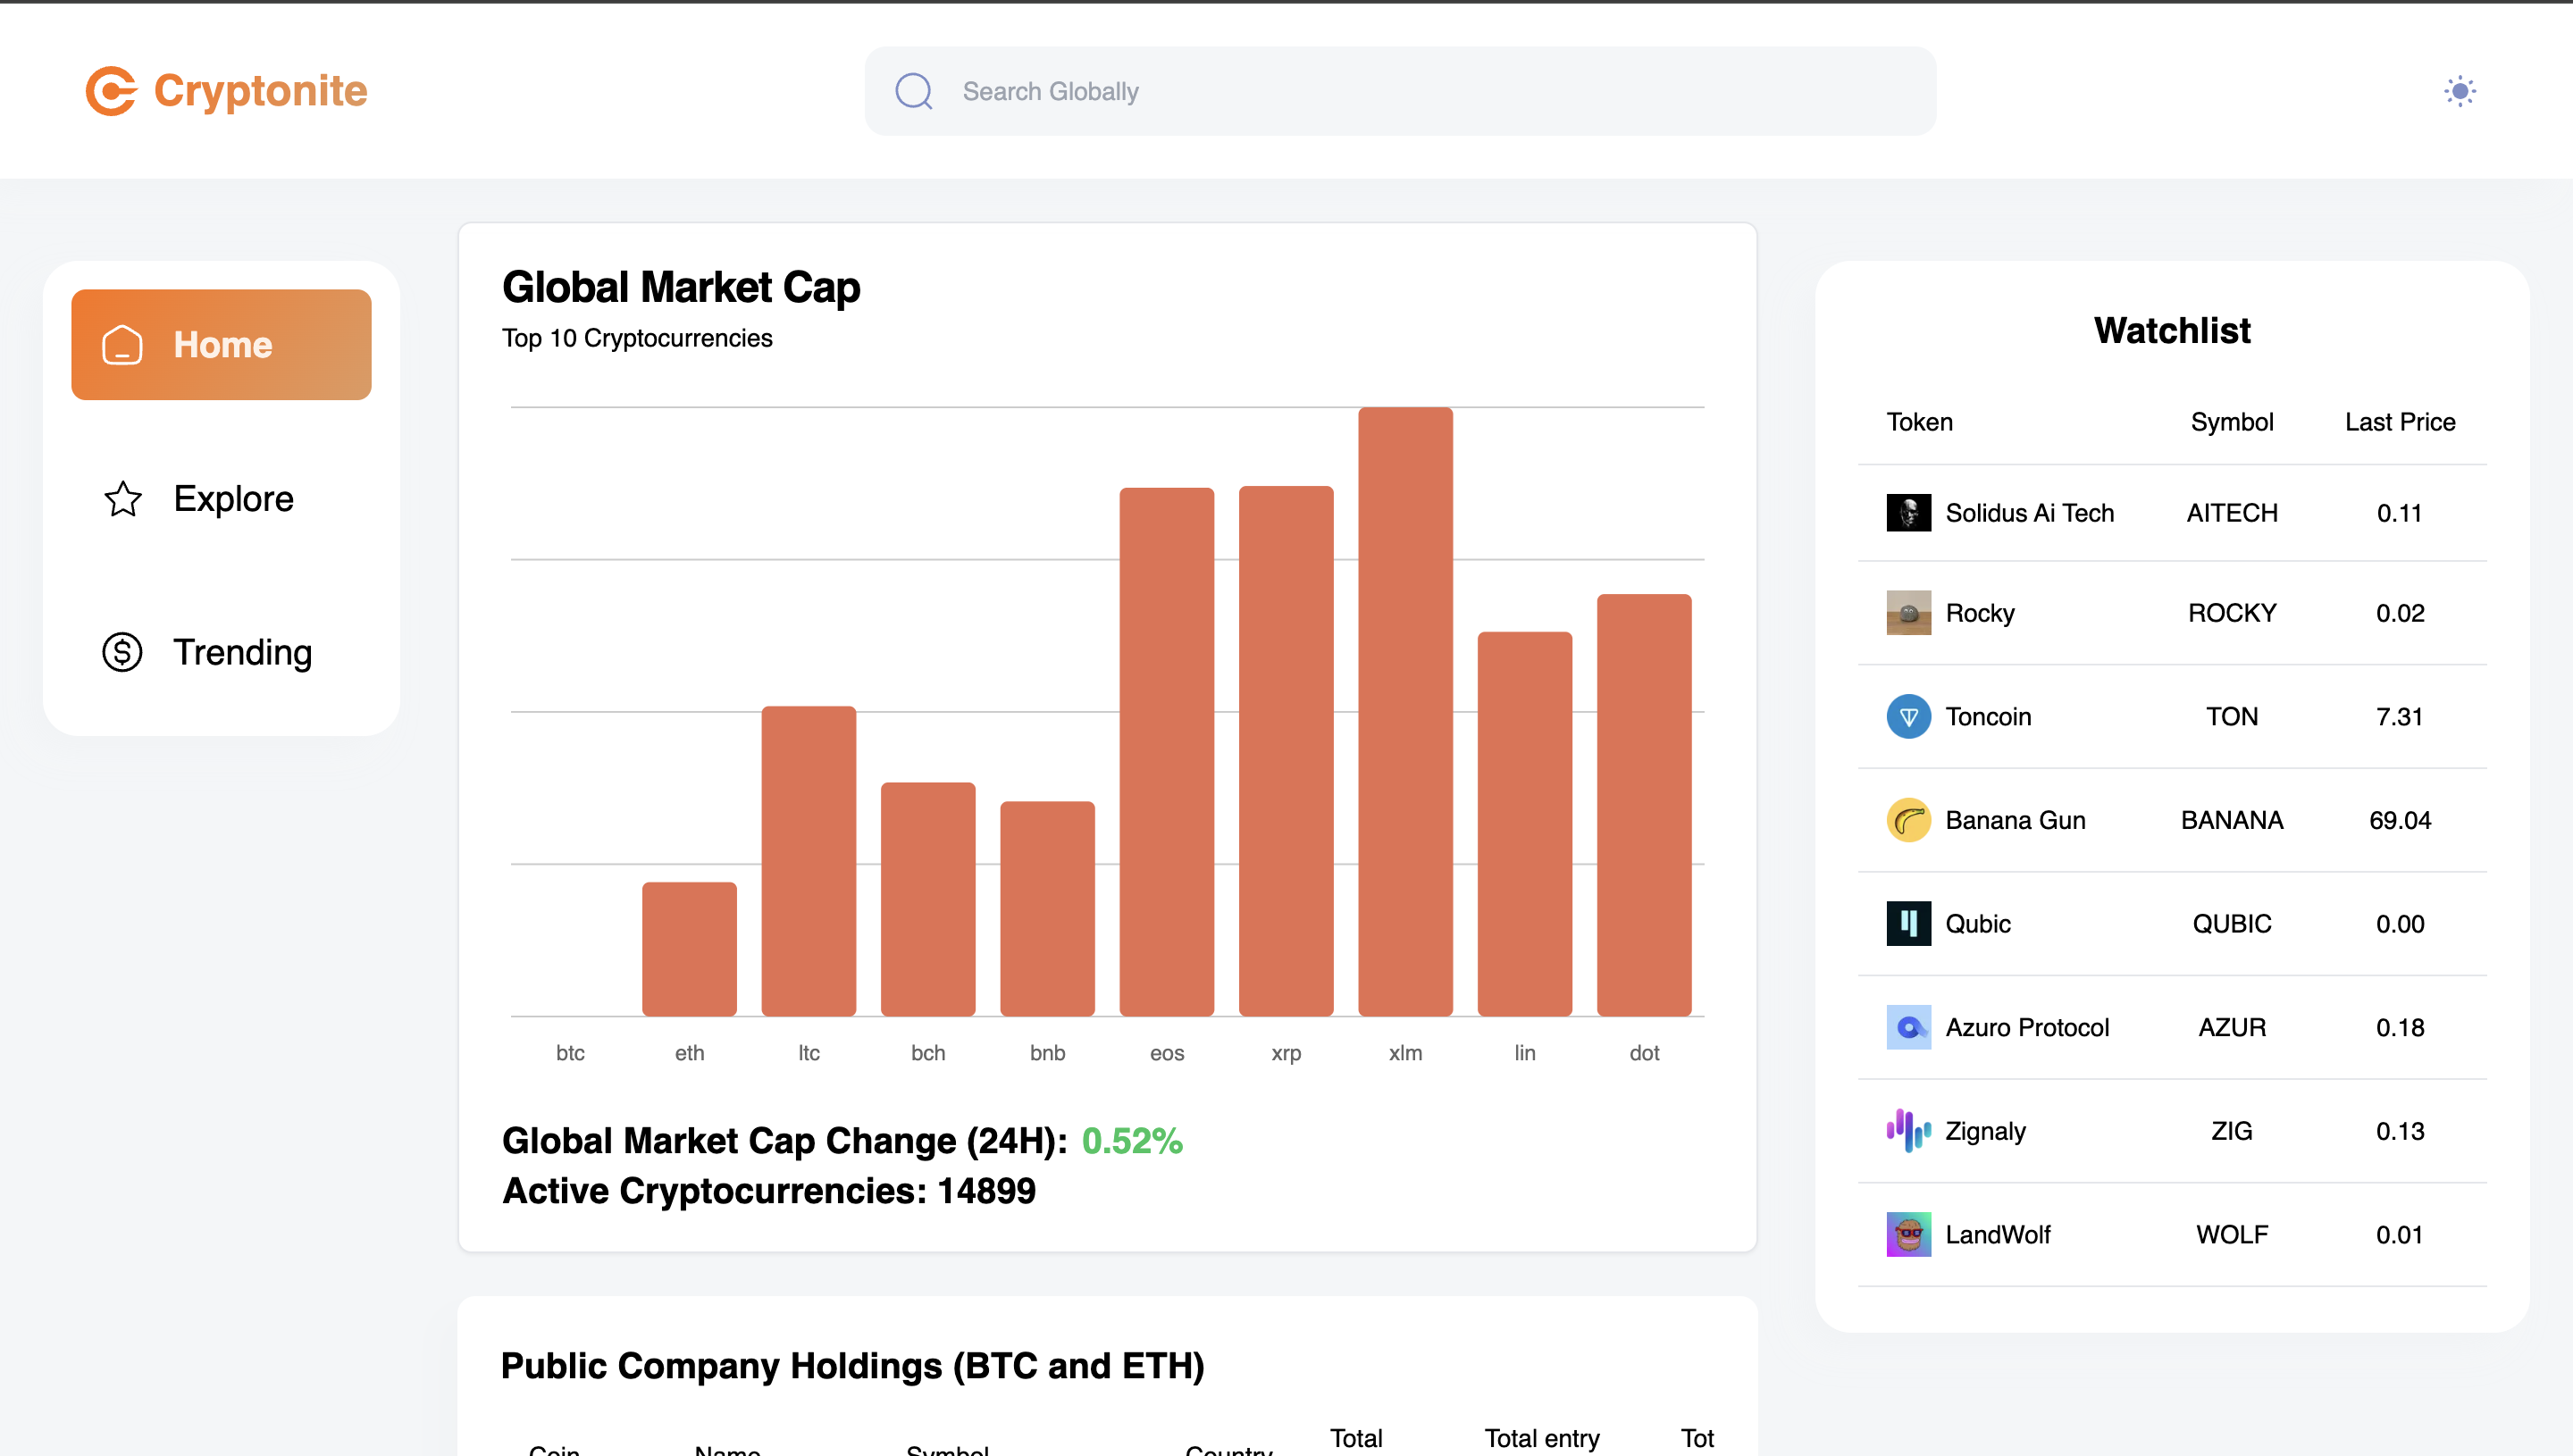 Cryptonite
Search Globally
Home
Explore
Trending
Global Market Cap
Top 10 Cryptocurrencies
btc eth ltc bch bnb eos xrp xlm lin dot
Global Market Cap Change (24H): 0.52%
Active Cryptocurrencies: 14899
Public Company Holdings (BTC and ETH)
Coin Name Symbol Country Total Total entry Tot
Watchlist
Token Symbol Last Price
Solidus Ai Tech AITECH 0.11
Rocky ROCKY 0.02
Toncoin TON 7.31
Banana Gun BANANA 69.04
Qubic QUBIC 0.00
Azuro Protocol AZUR 0.18
Zignaly ZIG 0.13
LandWolf WOLF 0.01